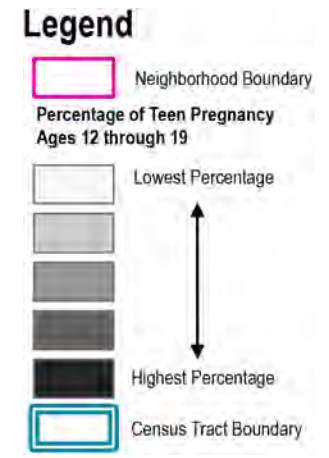 Legend
Neighborhood Boundary
Percentage of Teen Pregnancy
Ages 12 through 19
Lowest Percentage
Highest Percentage
Census Tract Boundary